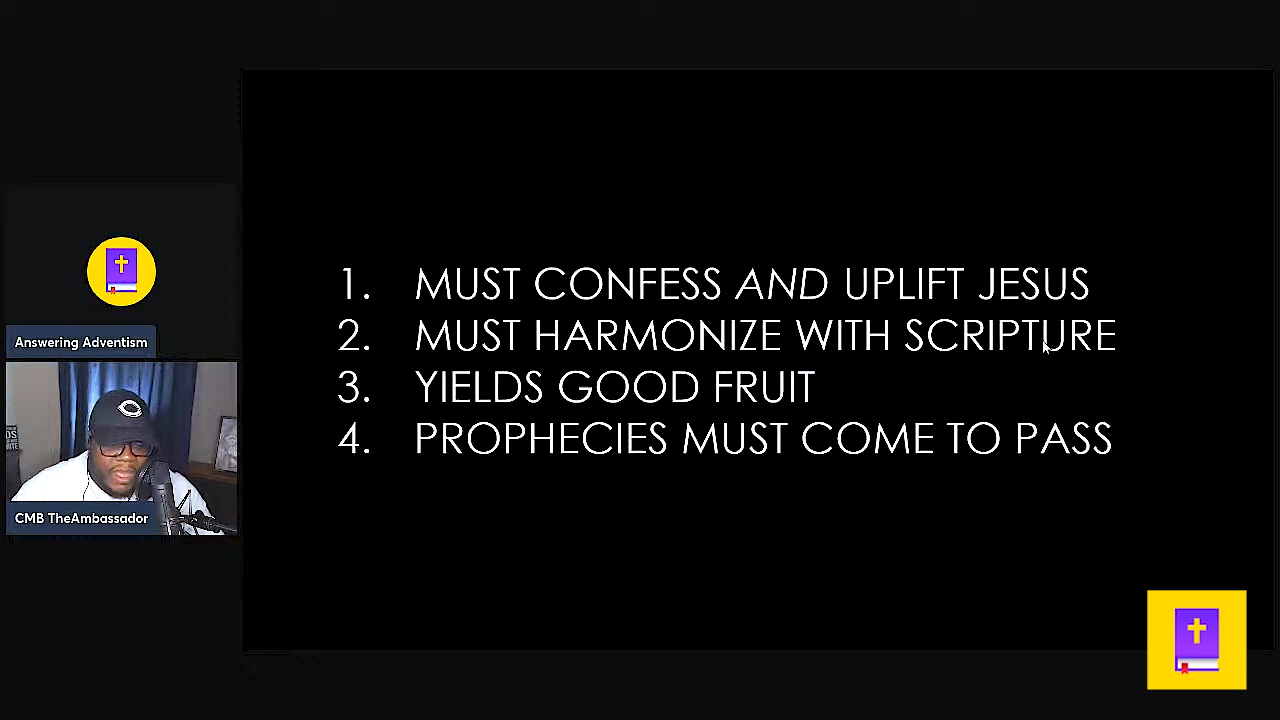 1. MUST CONFESS AND UPLIFT JESUS
2. MUST HARMONIZE WITH SCRIPTURE
3. YIELDS GOOD FRUIT
4. PROPHECIES MUST COME TO PASS
Answering Adventism
CMB TheAmbassador